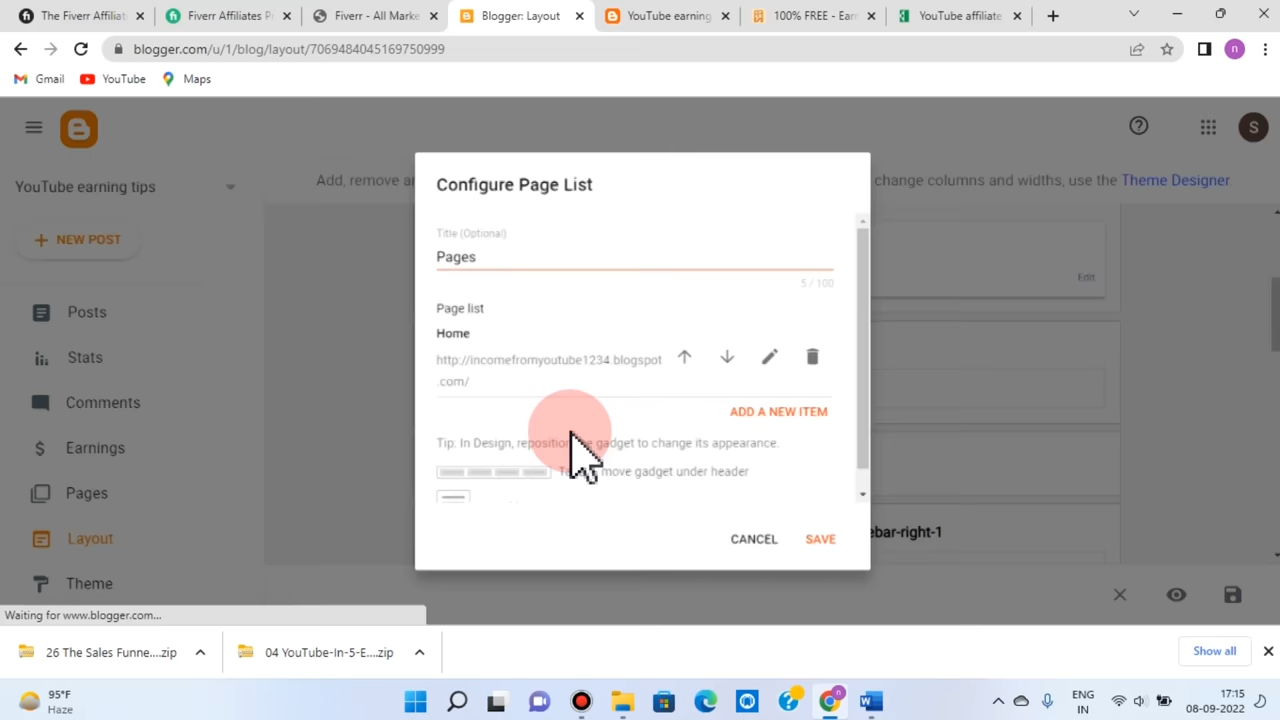 The Fiverr Affiliat
Fiverr Affiliates P
Fiverr - All Marke
Blogger: Layout
YouTube earning
100% FREE - Earn
YouTube affiliate
blogger.com/u/1/blog/layout/7069484045169750999
n
Gmail
YouTube
Maps
S
YouTube earning tips
Add, remove an
change columns and widths, use the Theme Designer.
NEW POST
Posts
Stats
Comments
Earnings
Pages
Layout
Theme
Configure Page List
Title (Optional)
Pages
5 / 100
Page list
Home
http://incomefromyoutube1234.blogspot
.com/
ADD A NEW ITEM
Tip: In Design, reposition gadget to change its appearance.
move gadget under header
CANCEL
SAVE
Edit
ebar-right-1
Waiting for www.blogger.com...
26 The Sales Funne....zip
04 YouTube-In-5-E....zip
Show all
95°F
Haze
ENG
IN
17:15
08-09-2022